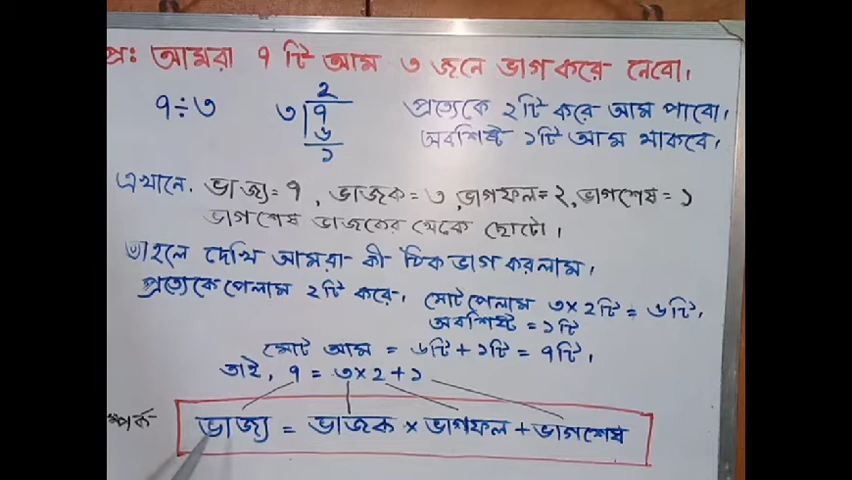 প্রঃ আমরা ৭ টি আম ৩ জনে ভাগ করে নেবো।
৭÷৩
২
৩ ৭
৬
১
প্রত্যেকে ২টি করে আম পাবো।
অবশিষ্ট ১টি আম থাকবে।
এখানে, ভাজ্য = ৭, ভাজক = ৩, ভাগফল = ২, ভাগশেষ = ১
ভাগশেষ ভাজকের থেকে ছোটো।
তাহলে দেখি আমরা কী ঠিক ভাগ করলাম,
প্রত্যেকে পেলাম ২টি করে, মোট পেলাম ৩×২টি = ৬টি,
অবশিষ্ট = ১টি
মোট আম = ৬টি + ১টি = ৭টি,
তাই, ৭ = ৩×২+১
ম্পর্ক ভাজ্য = ভাজক × ভাগফল + ভাগশেষ